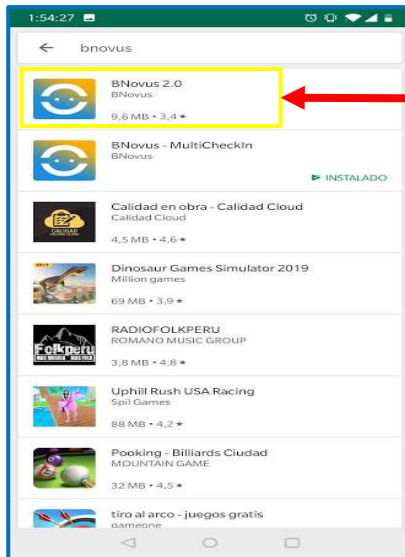 1:54:27
bnovus
BNovus 2.0
BNovus
9,6 MB • 3,4 ★
BNovus - MultiCheckIn
BNovus
INSTALADO
CALIDAD
Calidad en obra - Calidad Cloud
Calidad Cloud
4,5 MB • 4,6 ★
Dinosaur Games Simulator 2019
Million games
69 MB • 3,9 ★
Folkperu
RADIOFOLKPERU
ROMANO MUSIC GROUP
3,8 MB • 4,8 ★
Uphill Rush USA Racing
Spil Games
88 MB • 4,2 ★
Pooking - Billiards Ciudad
MOUNTAIN GAME
32 MB • 4,5 ★
tiro al arco - juegos gratis
gameone